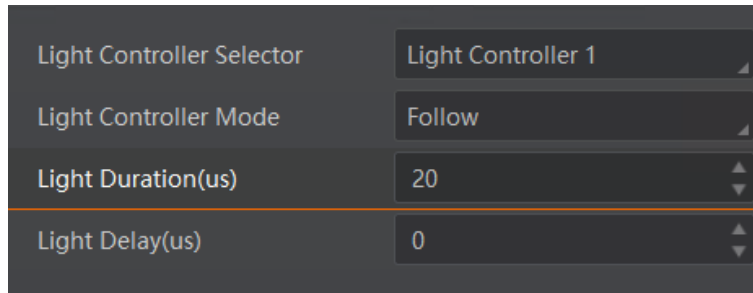 Light Controller Selector Light Controller 1
Light Controller Mode Follow
Light Duration(us) 20
Light Delay(us) 0